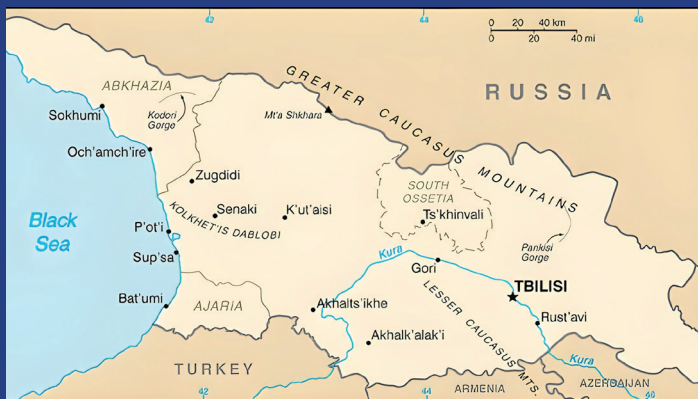 42
44
46
0 20 40 km
0 20 40 mi
GREATER CAUCASUS MOUNTAINS
RUSSIA
ABKHAZIA
Kodori
Gorge
Mt'a Shkhara
Sokhumi
Och'amch'ire
Zugdidi
SOUTH
OSSETIA
Black
Sea
Senaki
K'ut'aisi
Ts'khinvali
KOLKHET'IS DABLOBI
P'ot'i
Pankisi
Gorge
Sup'sa
Kura
Gori
TBILISI
LESSER CAUCASUS MTS.
Bat'umi
AJARIA
Akhalts'ikhe
Rust'avi
Akhalk'alak'i
TURKEY
Kura
ARMENIA
AZERBAIJAN
42
44